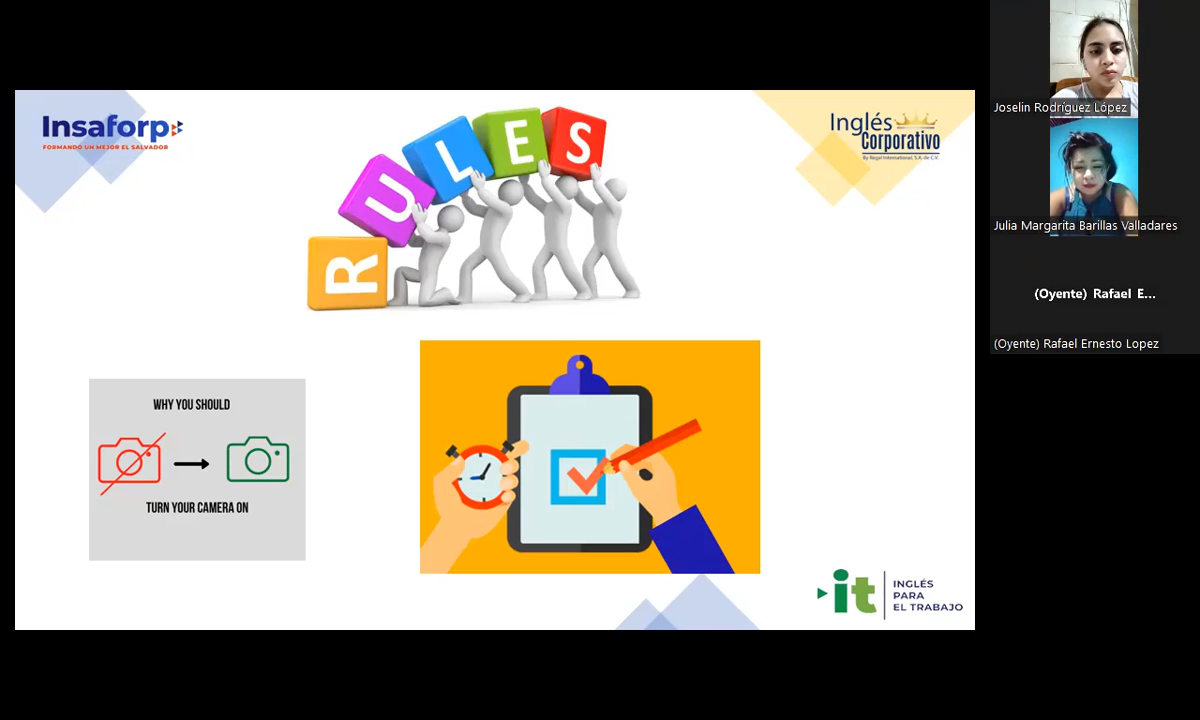 Insaforp
FORMANDO UN MEJOR EL SALVADOR
RULES
Inglés
Corporativo
By Regal International, S.A. de C.V.
WHY YOU SHOULD
TURN YOUR CAMERA ON
it
INGLÉS
PARA
EL TRABAJO
Joselin Rodríguez López
Julia Margarita Barillas Valladares
(Oyente) Rafael E...
(Oyente) Rafael Ernesto Lopez